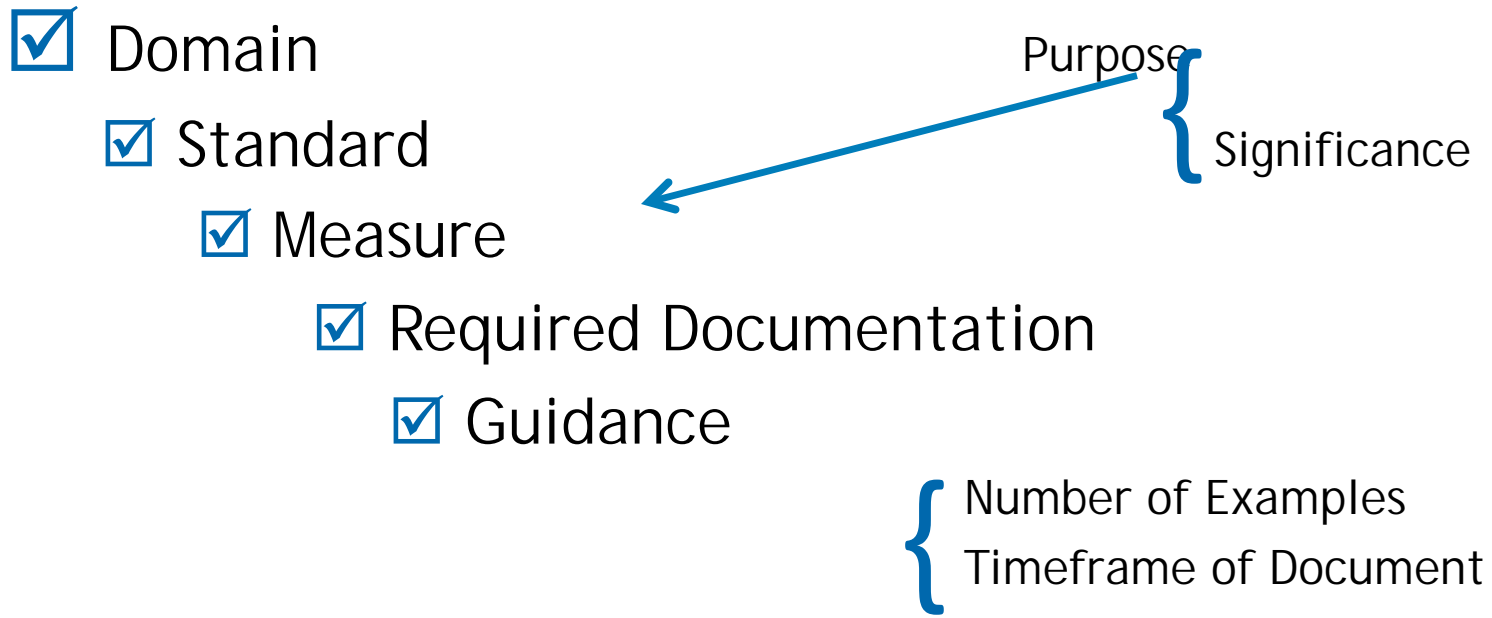 Domain
Purpose
Standard
Significance
Measure
Required Documentation
Guidance
Number of Examples
Timeframe of Document